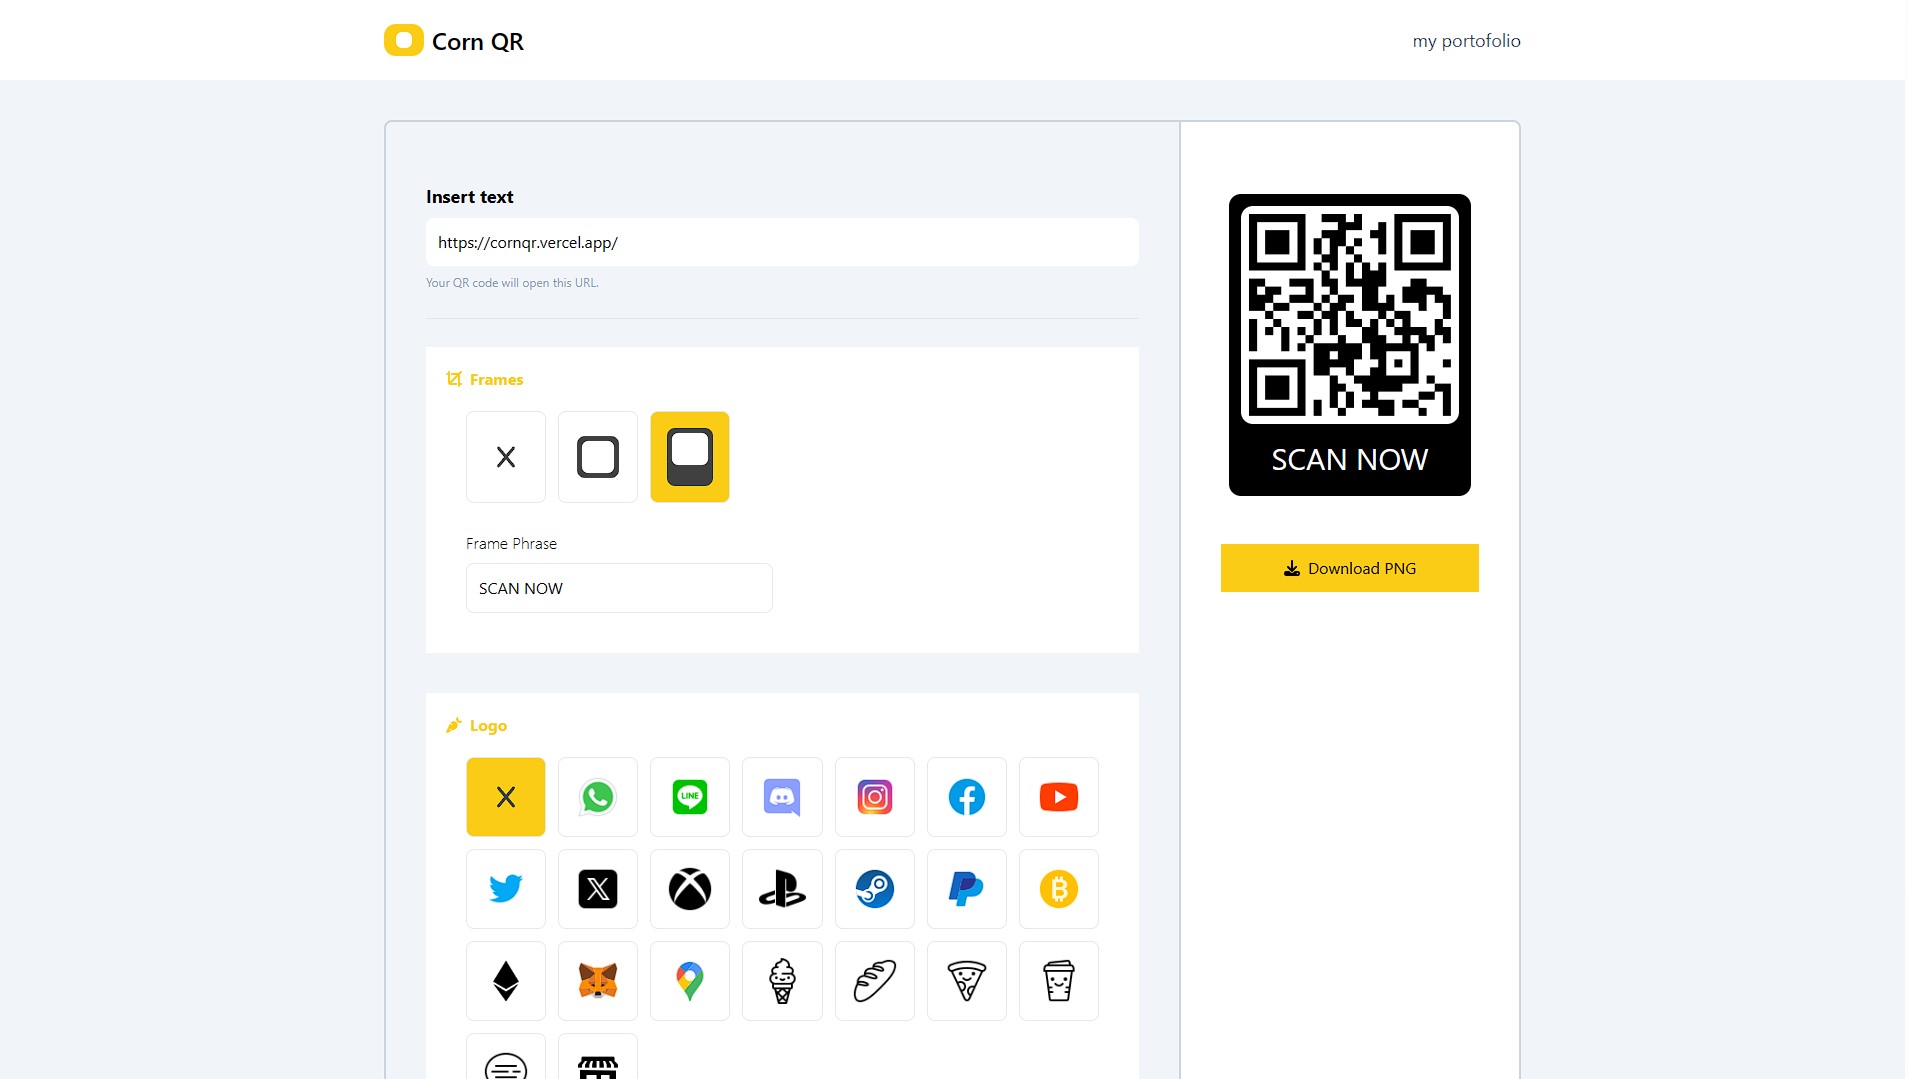 Corn QR
my portofolio
Insert text
https://cornqr.vercel.app/
Your QR code will open this URL.
Frames
Frame Phrase
SCAN NOW
SCAN NOW
Download PNG
Logo
LINE